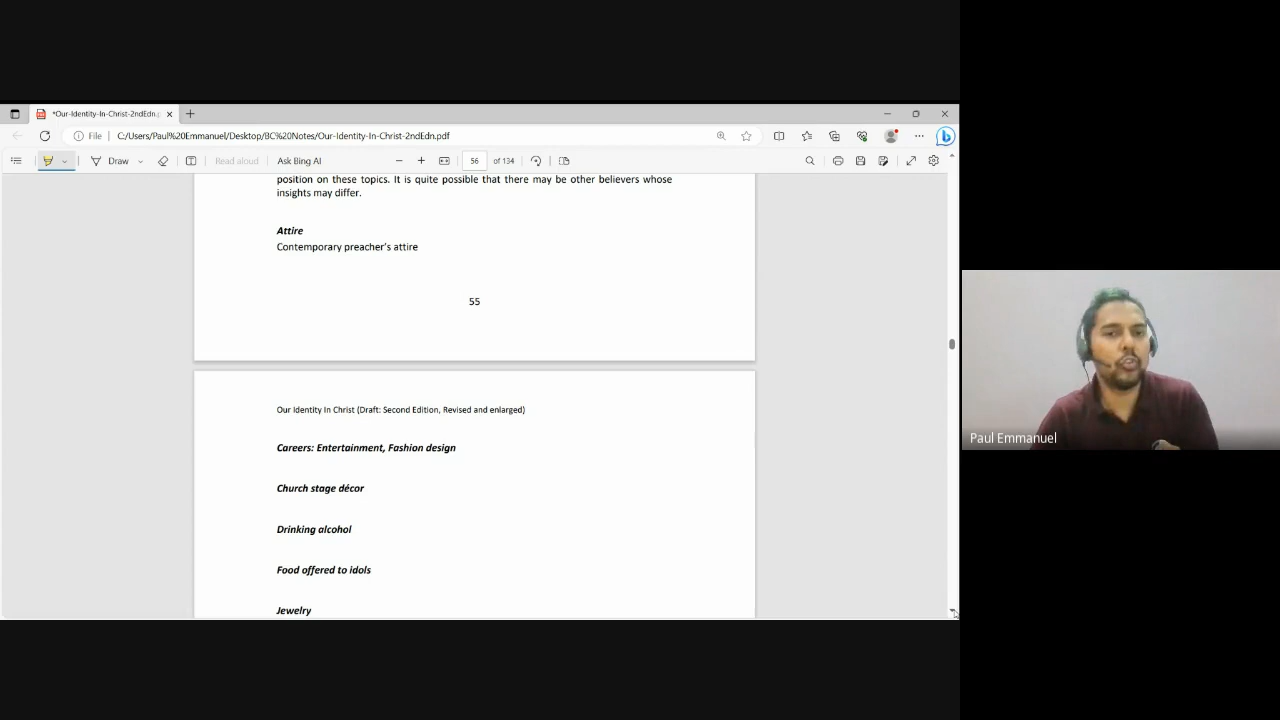 *Our-Identity-In-Christ-2ndEdn.p
File
C:/Users/Paul%20Emmanuel/Desktop/BC%20Notes/Our-Identity-In-Christ-2ndEdn.pdf
Draw
Read aloud
Ask Bing AI
56
of 134
position on these topics. It is quite possible that there may be other believers whose
insights may differ.
Attire
Contemporary preacher's attire
55
Our Identity In Christ (Draft: Second Edition, Revised and enlarged)
Careers: Entertainment, Fashion design
Church stage décor
Drinking alcohol
Food offered to idols
Jewelry
Paul Emmanuel